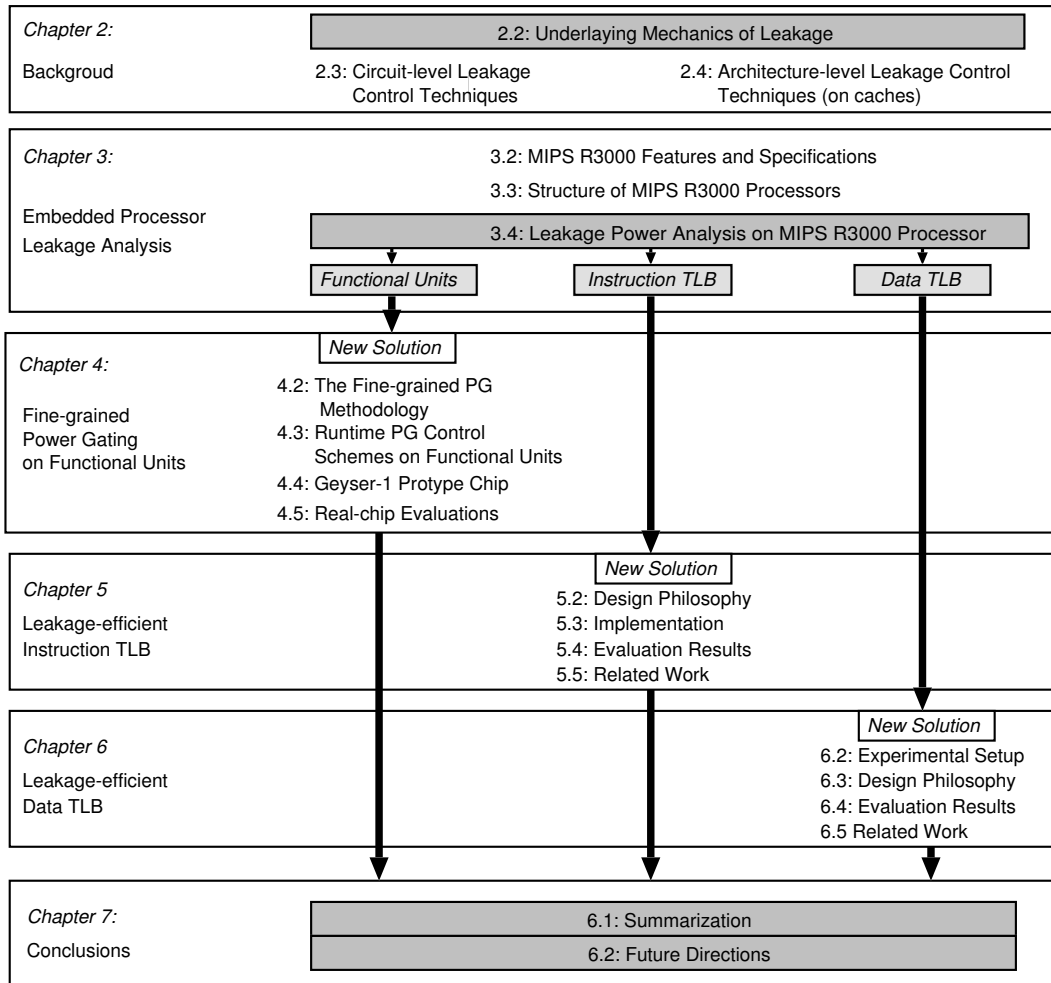 Chapter 2:
2.2: Underlaying Mechanics of Leakage
Backgroud
2.3: Circuit-level Leakage
Control Techniques
2.4: Architecture-level Leakage Control
Techniques (on caches)
Chapter 3:
3.2: MIPS R3000 Features and Specifications
3.3: Structure of MIPS R3000 Processors
Embedded Processor
Leakage Analysis
3.4: Leakage Power Analysis on MIPS R3000 Processor
Functional Units
Instruction TLB
Data TLB
Chapter 4:
New Solution
Fine-grained
Power Gating
on Functional Units
4.2: The Fine-grained PG
Methodology
4.3: Runtime PG Control
Schemes on Functional Units
4.4: Geyser-1 Protype Chip
4.5: Real-chip Evaluations
Chapter 5
Leakage-efficient
Instruction TLB
New Solution
5.2: Design Philosophy
5.3: Implementation
5.4: Evaluation Results
5.5: Related Work
Chapter 6
Leakage-efficient
Data TLB
New Solution
6.2: Experimental Setup
6.3: Design Philosophy
6.4: Evaluation Results
6.5 Related Work
Chapter 7:
Conclusions
6.1: Summarization
6.2: Future Directions